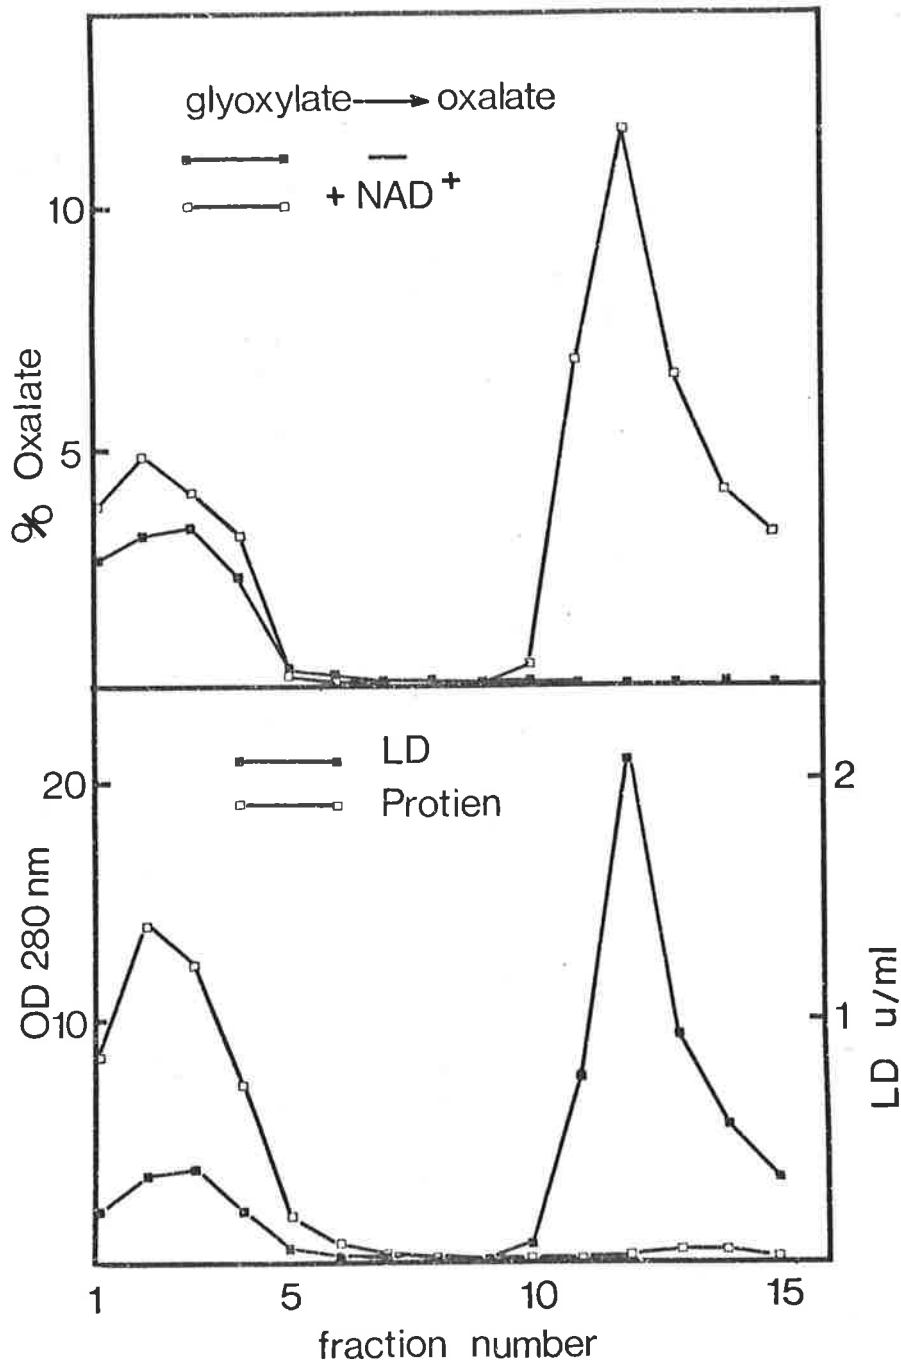 glyoxylate → oxalate
—
+ NAD +
10
5
% Oxalate
LD
Protien
20
10
OD 280 nm
2
1
LD u/ml
1 5 10 15
fraction number